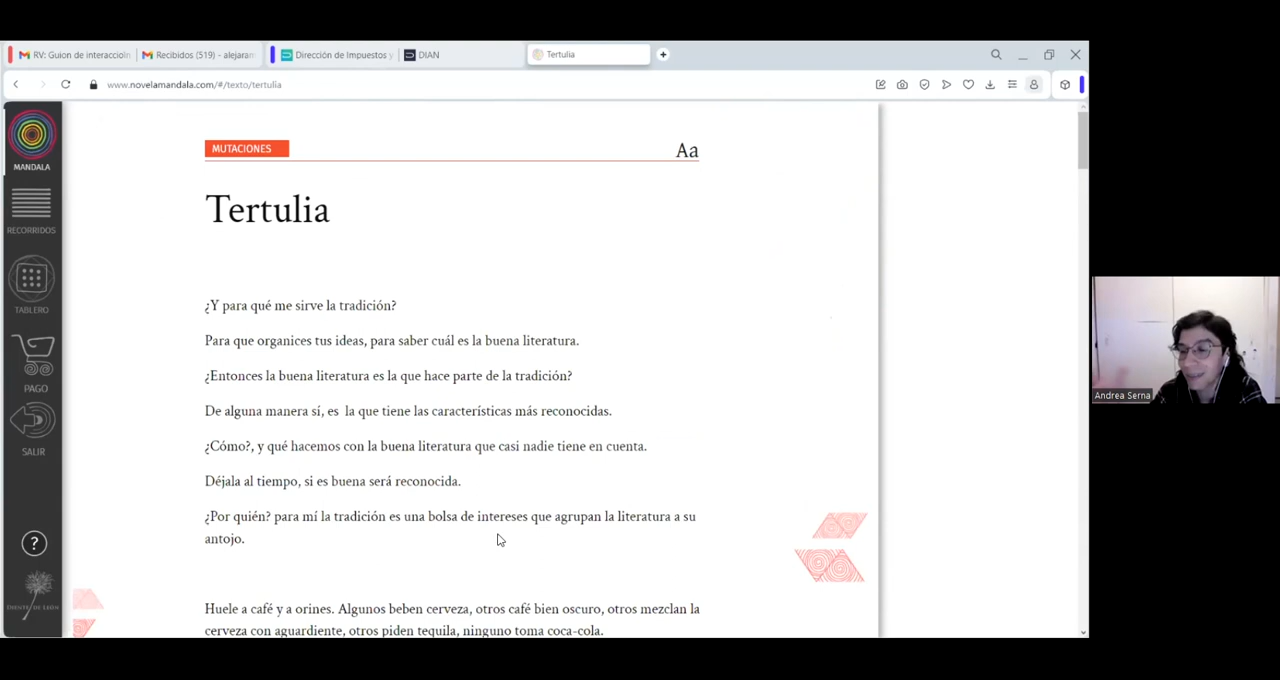 RV: Guion de interacción
Recibidos (519) - alejaram
Dirección de Impuestos y
DIAN
Tertulia
www.novelamandala.com/#/texto/tertulia
MANDALA
RECORRIDOS
TABLERO
PAGO
SALIR
?
DIENTE DE LEÓN
MUTACIONES
Aa
Tertulia
¿Y para qué me sirve la tradición?
Para que organices tus ideas, para saber cuál es la buena literatura.
¿Entonces la buena literatura es la que hace parte de la tradición?
De alguna manera sí, es la que tiene las características más reconocidas.
¿Cómo?, y qué hacemos con la buena literatura que casi nadie tiene en cuenta.
Déjala al tiempo, si es buena será reconocida.
¿Por quién? para mí la tradición es una bolsa de intereses que agrupan la literatura a su
antojo.
Huele a café y a orines. Algunos beben cerveza, otros café bien oscuro, otros mezclan la
cerveza con aguardiente, otros piden tequila, ninguno toma coca-cola.
Andrea Serna